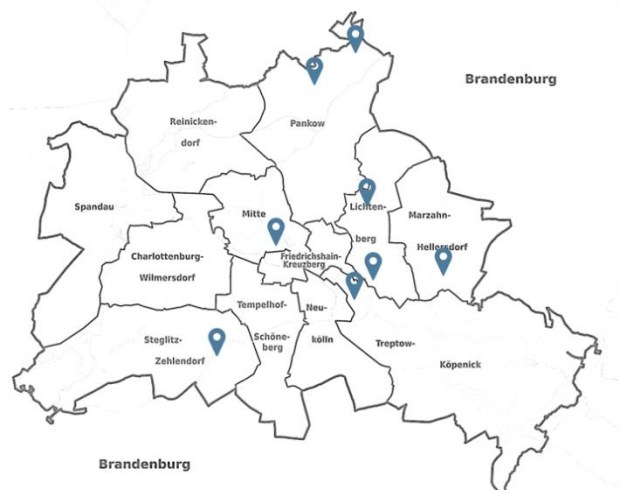 Brandenburg
Reinicken-
dorf
Pankow
Spandau
Mitte
Lichten-
berg
Marzahn-
Hellersdorf
Charlottenburg-
Wilmersdorf
Friedrichshain-
Kreuzberg
Tempelhof-
Schöne-
berg
Neu-
kölln
Steglitz-
Zehlendorf
Treptow-
Köpenick
Brandenburg